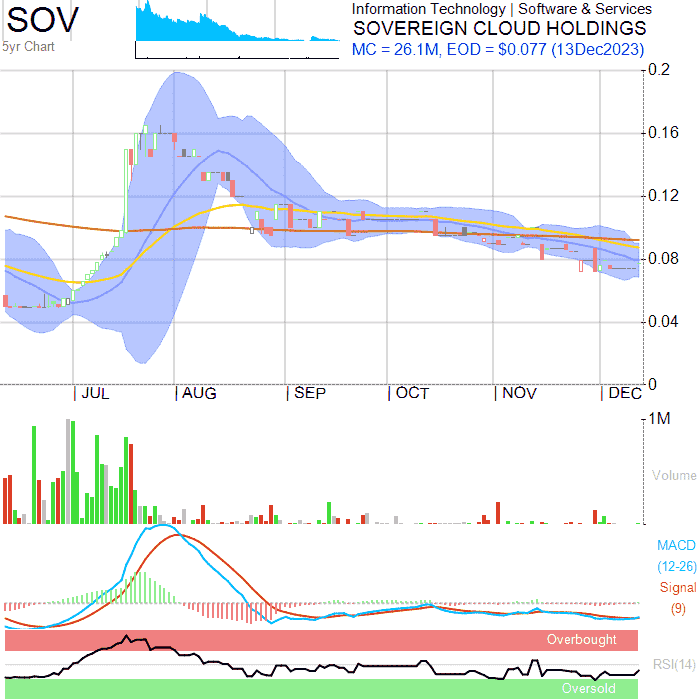 SOV
5yr Chart
Information Technology | Software & Services
SOVEREIGN CLOUD HOLDINGS
MC = 26.1M, EOD = $0.077 (13Dec2023)
0.2
0.16
0.12
0.08
0.04
0
| JUL | AUG | SEP | OCT | NOV | DEC
1M
Volume
MACD
(12-26)
Signal
(9)
Overbought
RSI(14)
Oversold